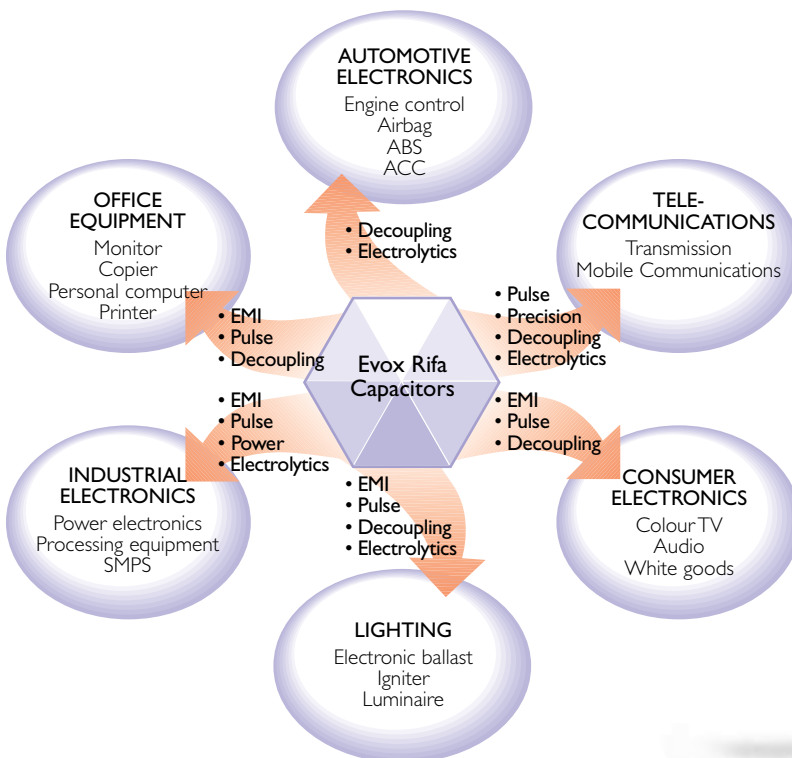 AUTOMOTIVE
ELECTRONICS
Engine control
Airbag
ABS
ACC
• Decoupling
• Electrolytics
OFFICE
EQUIPMENT
Monitor
Copier
Personal computer
Printer
• EMI
• Pulse
• Decoupling
TELE-
COMMUNICATIONS
Transmission
Mobile Communications
• Pulse
• Precision
• Decoupling
• Electrolytics
Evox Rifa
Capacitors
• EMI
• Pulse
• Power
• Electrolytics
INDUSTRIAL
ELECTRONICS
Power electronics
Processing equipment
SMPS
• EMI
• Pulse
• Decoupling
CONSUMER
ELECTRONICS
Colour TV
Audio
White goods
• EMI
• Pulse
• Decoupling
• Electrolytics
LIGHTING
Electronic ballast
Igniter
Luminaire